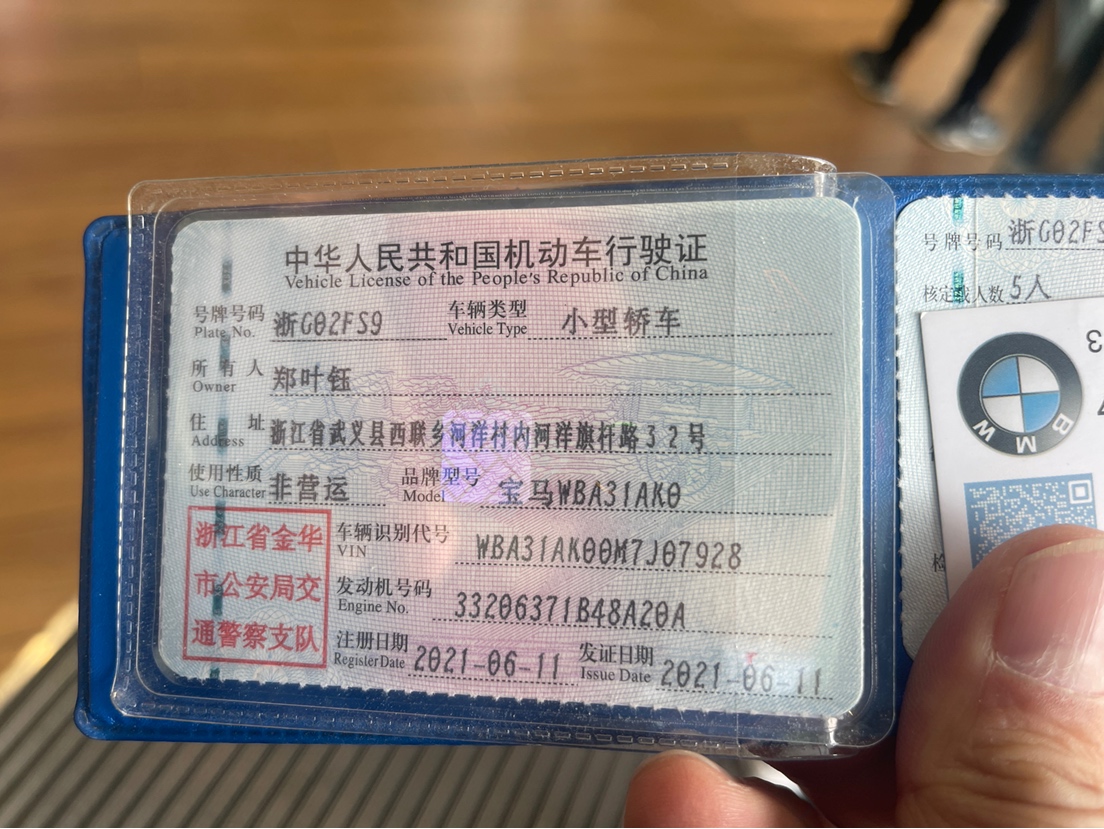 中华人民共和国机动车行驶证
Vehicle License of the People's Republic of China
号牌号码 浙G02FS9 车辆类型 小型轿车
Plate No. Vehicle Type
所有人 郑叶钰
Owner
住址 浙江省武义县西联乡河洋村内河洋旗杆路32号
Address
使用性质 非营运 品牌型号 宝马WBA31AK0
Use Character Model
浙江省金华
市公安局交
通警察支队
车辆识别代号 WBA31AK00M7J07928
VIN
发动机号码 33206371B48A20A
Engine No.
注册日期 2021-06-11 发证日期 2021-06-11
Register Date Issue Date
号牌号码 浙G02FS
核定载人数 5人
BMW